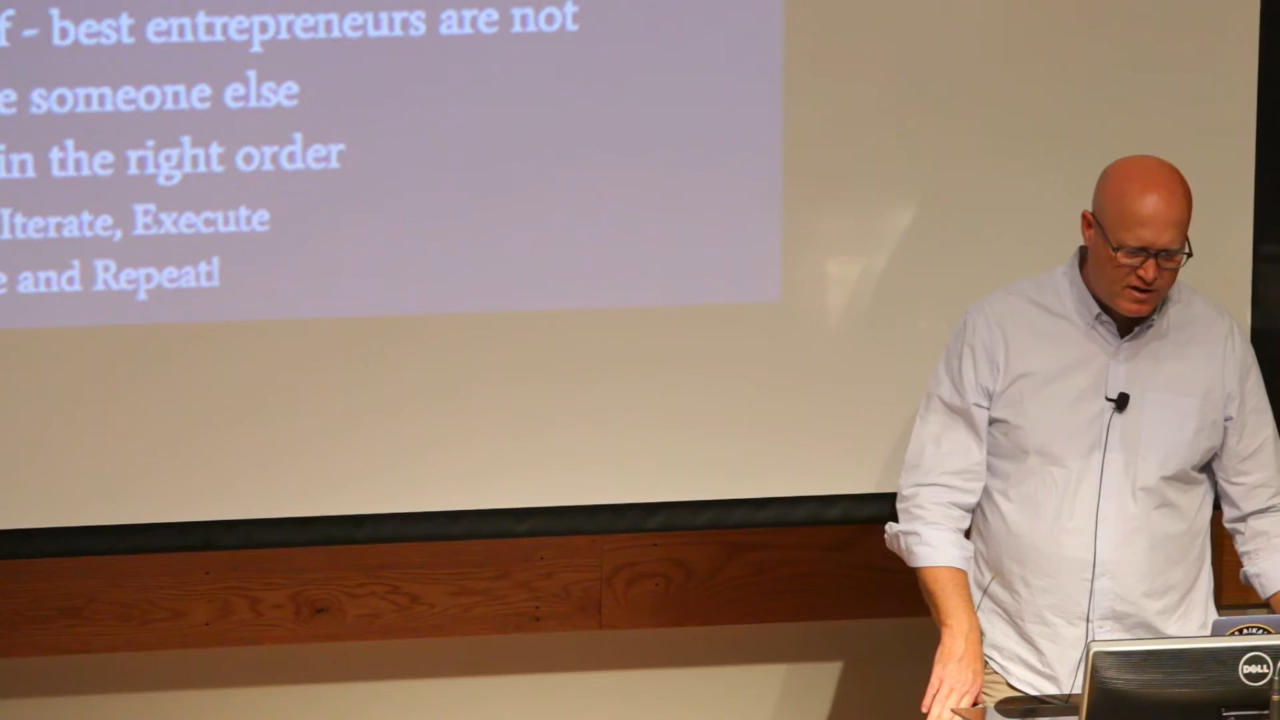 f - best entrepreneurs are not
e someone else
in the right order
Iterate, Execute
e and Repeat!
DELL